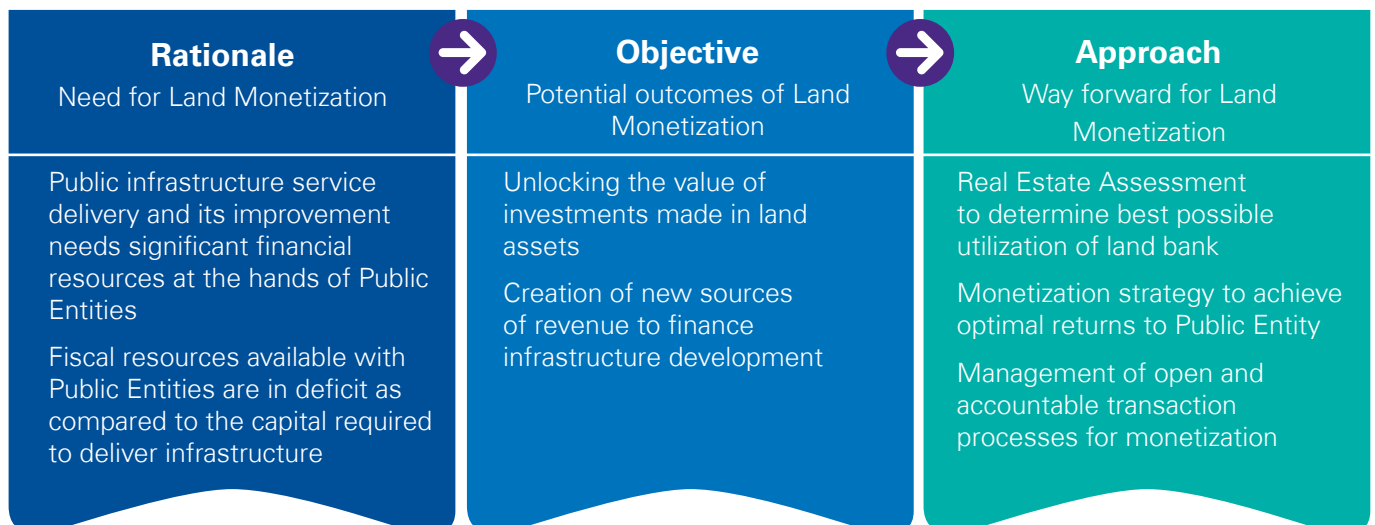 Rationale
Need for Land Monetization
Public infrastructure service
delivery and its improvement
needs significant financial
resources at the hands of Public
Entities
Fiscal resources available with
Public Entities are in deficit as
compared to the capital required
to deliver infrastructure
Objective
Potential outcomes of Land
Monetization
Unlocking the value of
investments made in land
assets
Creation of new sources
of revenue to finance
infrastructure development
Approach
Way forward for Land
Monetization
Real Estate Assessment
to determine best possible
utilization of land bank
Monetization strategy to achieve
optimal returns to Public Entity
Management of open and
accountable transaction
processes for monetization